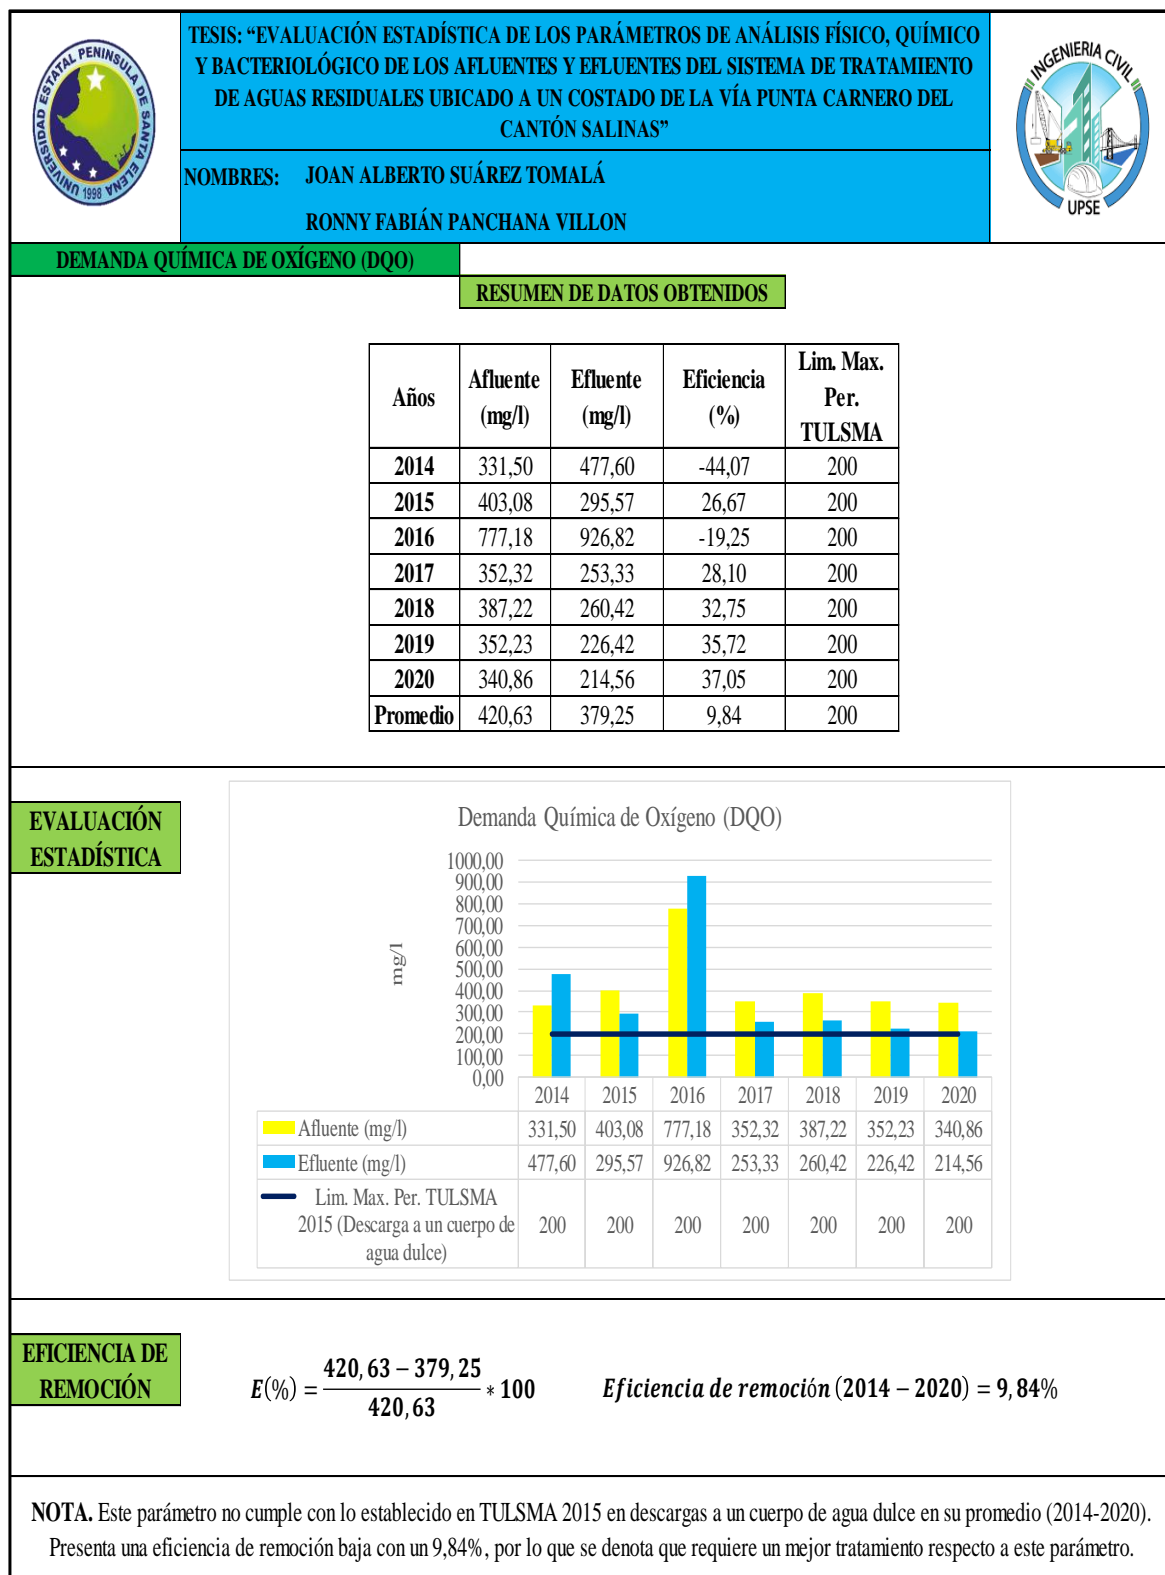 UNIVERSIDAD ESTATAL PENINSULA DE SANTA ELENA
1998
TESIS: “EVALUACIÓN ESTADÍSTICA DE LOS PARÁMETROS DE ANÁLISIS FÍSICO, QUÍMICO
Y BACTERIOLÓGICO DE LOS AFLUENTES Y EFLUENTES DEL SISTEMA DE TRATAMIENTO
DE AGUAS RESIDUALES UBICADO A UN COSTADO DE LA VÍA PUNTA CARNERO DEL
CANTÓN SALINAS”
NOMBRES: JOAN ALBERTO SUÁREZ TOMALÁ
RONNY FABIÁN PANCHANA VILLON
INGENIERIA CIVIL
UPSE
DEMANDA QUÍMICA DE OXÍGENO (DQO)
RESUMEN DE DATOS OBTENIDOS
Años Afluente (mg/l) Efluente (mg/l) Eficiencia (%) Lim. Max. Per. TULSMA
2014 331,50 477,60 -44,07 200
2015 403,08 295,57 26,67 200
2016 777,18 926,82 -19,25 200
2017 352,32 253,33 28,10 200
2018 387,22 260,42 32,75 200
2019 352,23 226,42 35,72 200
2020 340,86 214,56 37,05 200
Promedio 420,63 379,25 9,84 200
EVALUACIÓN
ESTADÍSTICA
Demanda Química de Oxígeno (DQO)
mg/l
1000,00
900,00
800,00
700,00
600,00
500,00
400,00
300,00
200,00
100,00
0,00
2014 2015 2016 2017 2018 2019 2020
Afluente (mg/l) 331,50 403,08 777,18 352,32 387,22 352,23 340,86
Efluente (mg/l) 477,60 295,57 926,82 253,33 260,42 226,42 214,56
Lim. Max. Per. TULSMA
2015 (Descarga a un cuerpo de
agua dulce)
200 200 200 200 200 200 200
EFICIENCIA DE
REMOCIÓN
E(%) = (420,63 − 379,25) / 420,63 * 100
Eficiencia de remoción (2014 − 2020) = 9,84%
NOTA. Este parámetro no cumple con lo establecido en TULSMA 2015 en descargas a un cuerpo de agua dulce en su promedio (2014-2020).
Presenta una eficiencia de remoción baja con un 9,84%, por lo que se denota que requiere un mejor tratamiento respecto a este parámetro.